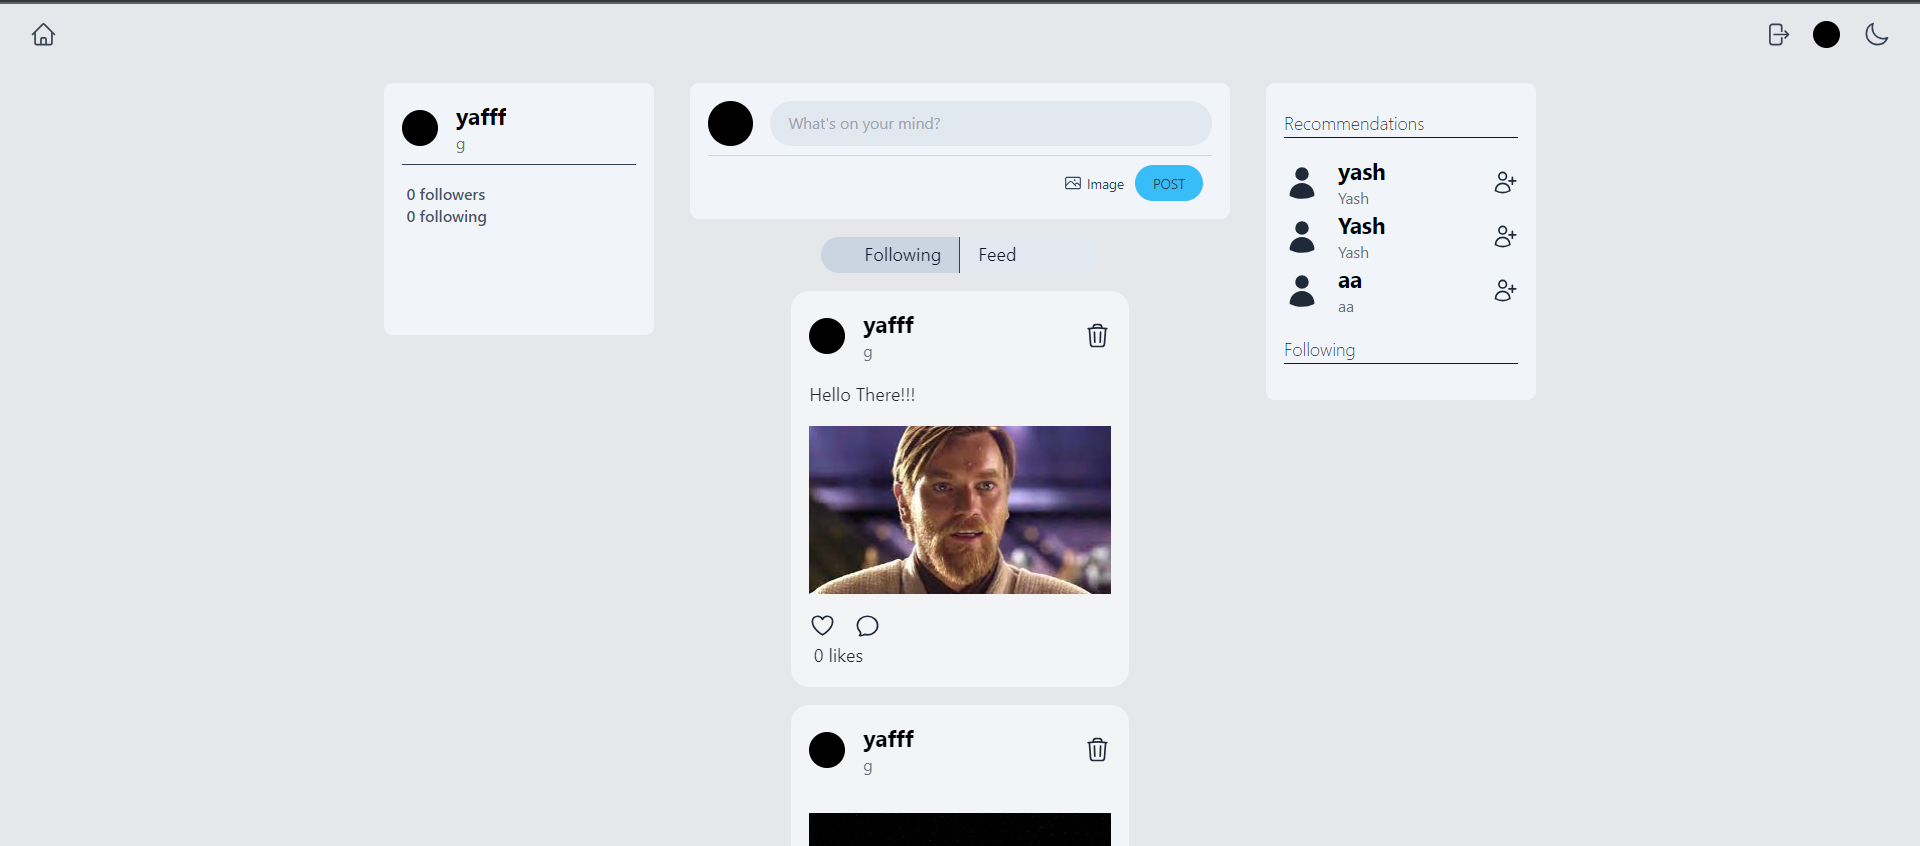 yafff
g
0 followers
0 following
What's on your mind?
Image
POST
Following
Feed
yafff
g
Hello There!!!
0 likes
yafff
g
Recommendations
yash
Yash
Yash
Yash
aa
aa
Following